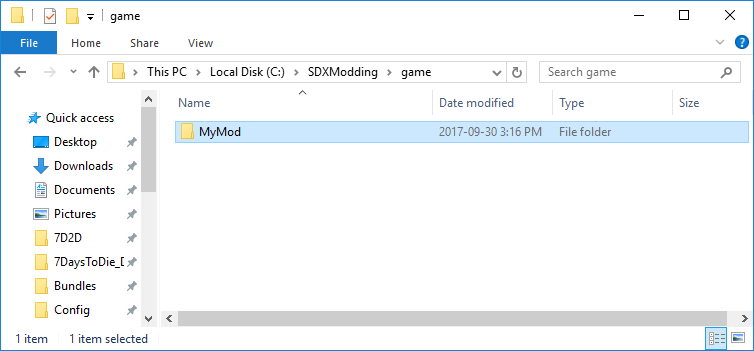 game
File Home Share View
This PC Local Disk (C:) SDXModding game Search game
Name Date modified Type Size
Quick access
MyMod 2017-09-30 3:16 PM File folder
Desktop
Downloads
Documents
Pictures
7D2D
7DaysToDie_D
Bundles
Config
1 item 1 item selected